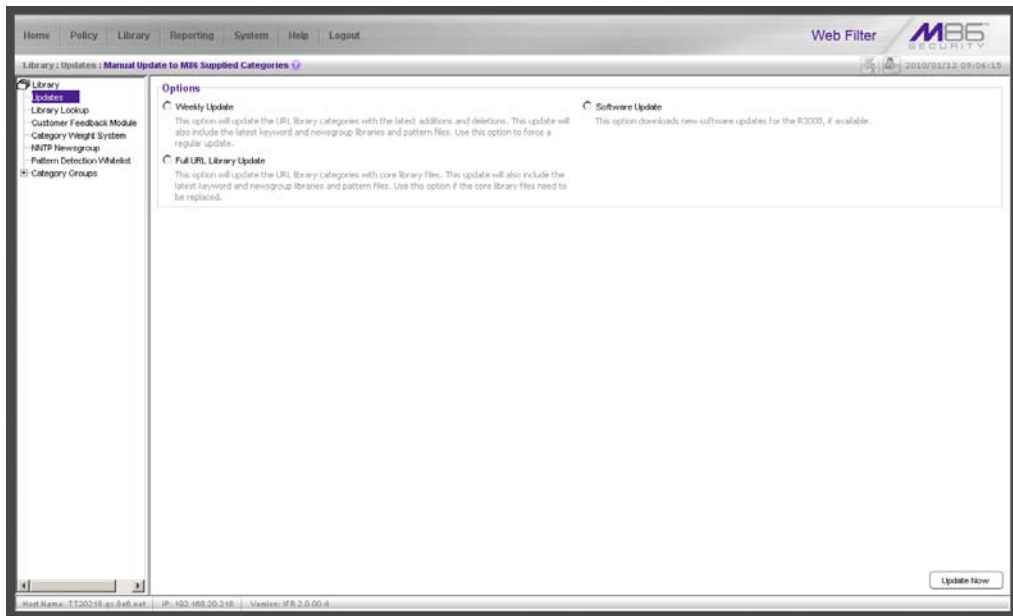 Home Policy Library Reporting System Help Logout
Web Filter
M86
SECURITY
Library : Updates : Manual Update to M86 Supplied Categories
2010/01/12 09:06:15
Library
Updates
Library Lookup
Customer Feedback Module
Category Weight System
NNTP Newsgroup
Pattern Detection Whitelist
Category Groups
Options
Weekly Update
This option will update the URL library categories with the latest additions and deletions. This update will
also include the latest keyword and newsgroup libraries and pattern files. Use this option to force a
regular update.
Full URL Library Update
This option will update the URL library categories with core library files. This update will also include the
latest keyword and newsgroup libraries and pattern files. Use this option if the core library files need to
be replaced.
Software Update
This option downloads new software updates for the R3000, if available.
Update Now
Host Name: IP: Version: